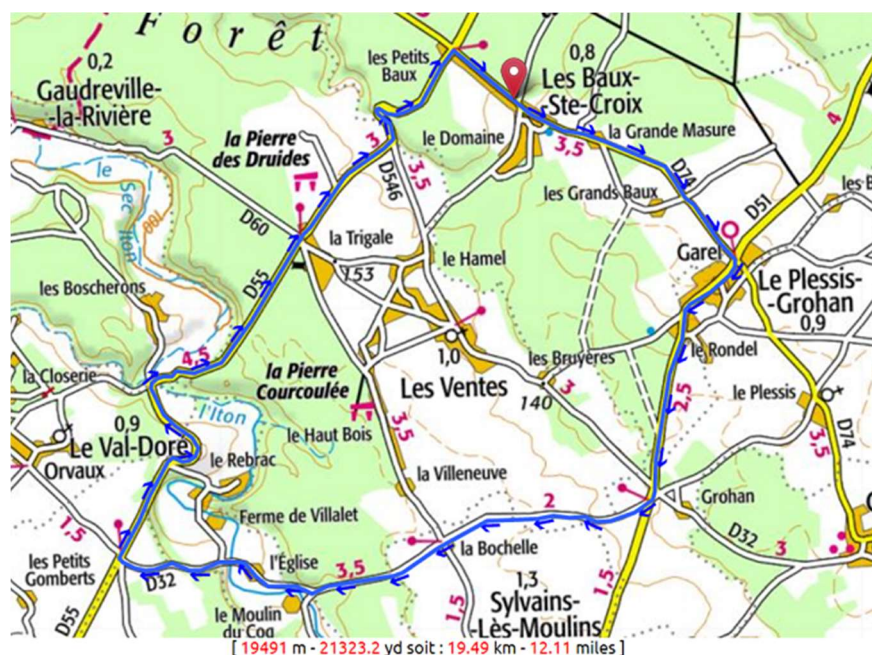 Forêt
les Petits
Baux
0,8
Les Baux-
-Ste-Croix
0,2
Gaudreville-
-la-Rivière
3
la Pierre
des Druides
3
le Domaine
3,5
la Grande Masure
4
le
Sec Iton
100
D546
3,5
D74
les Grands Baux
D51
les B
D60
la Trigale
153
le Hamel
Garel
Le Plessis-
-Grohan
0,9
les Boscherons
D55
4,5
la Closerie
la Pierre
Courcoulée
1,0
Les Ventes
les Bruyères
140
3
le Rondel
2,5
le Plessis
3,5
D74
0,9
Le Val-Doré
Orvaux
l'Iton
le Rebrac
le Haut Bois
3,5
la Villeneuve
1,5
Ferme de Villalet
2
Grohan
D32
3
les Petits
Gomberts
l'Église
3,5
la Bochelle
D32
D55
le Moulin
du Coq
1,5
1,3
Sylvains-
-Lès-Moulins
1,5
[ 19491 m - 21323.2 yd soit : 19.49 km - 12.11 miles ]